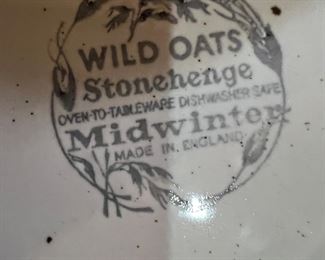 WILD OATS
Stonehenge
OVEN-TO-TABLEWARE DISHWASHER SAFE
Midwinter
MADE IN ENGLAND